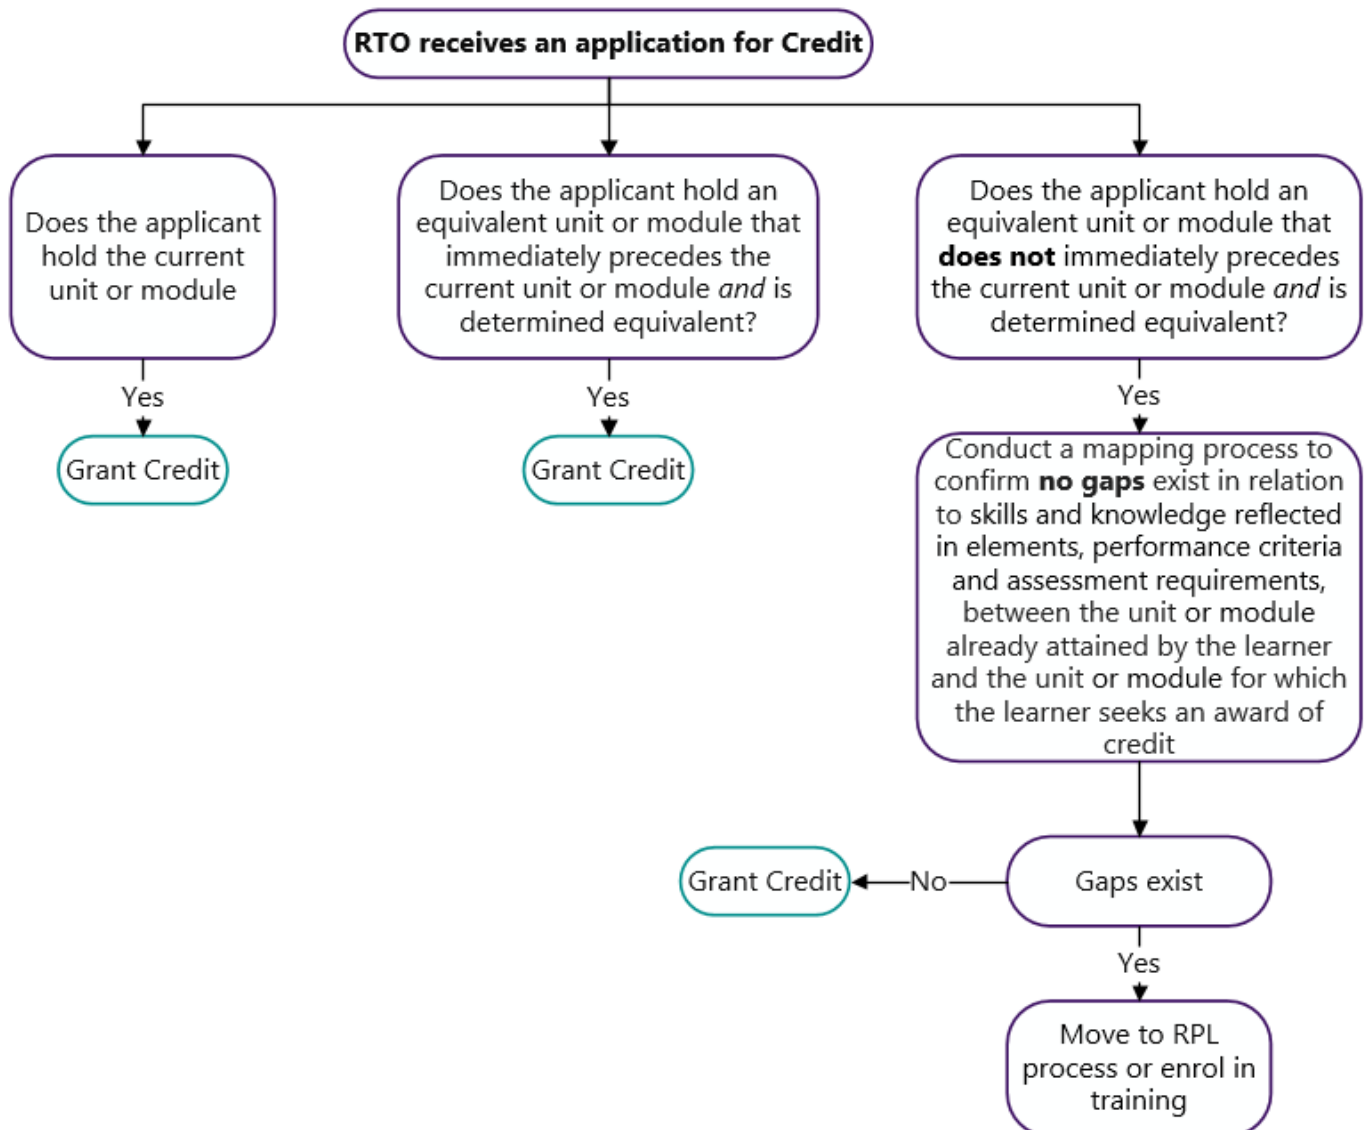 RTO receives an application for Credit
Does the applicant
hold the current
unit or module
Yes
Grant Credit
Does the applicant hold an
equivalent unit or module that
immediately precedes the
current unit or module and is
determined equivalent?
Yes
Grant Credit
Does the applicant hold an
equivalent unit or module that
does not immediately precedes
the current unit or module and is
determined equivalent?
Yes
Conduct a mapping process to
confirm no gaps exist in relation
to skills and knowledge reflected
in elements, performance criteria
and assessment requirements,
between the unit or module
already attained by the learner
and the unit or module for which
the learner seeks an award of
credit
Gaps exist
No
Grant Credit
Yes
Move to RPL
process or enrol in
training